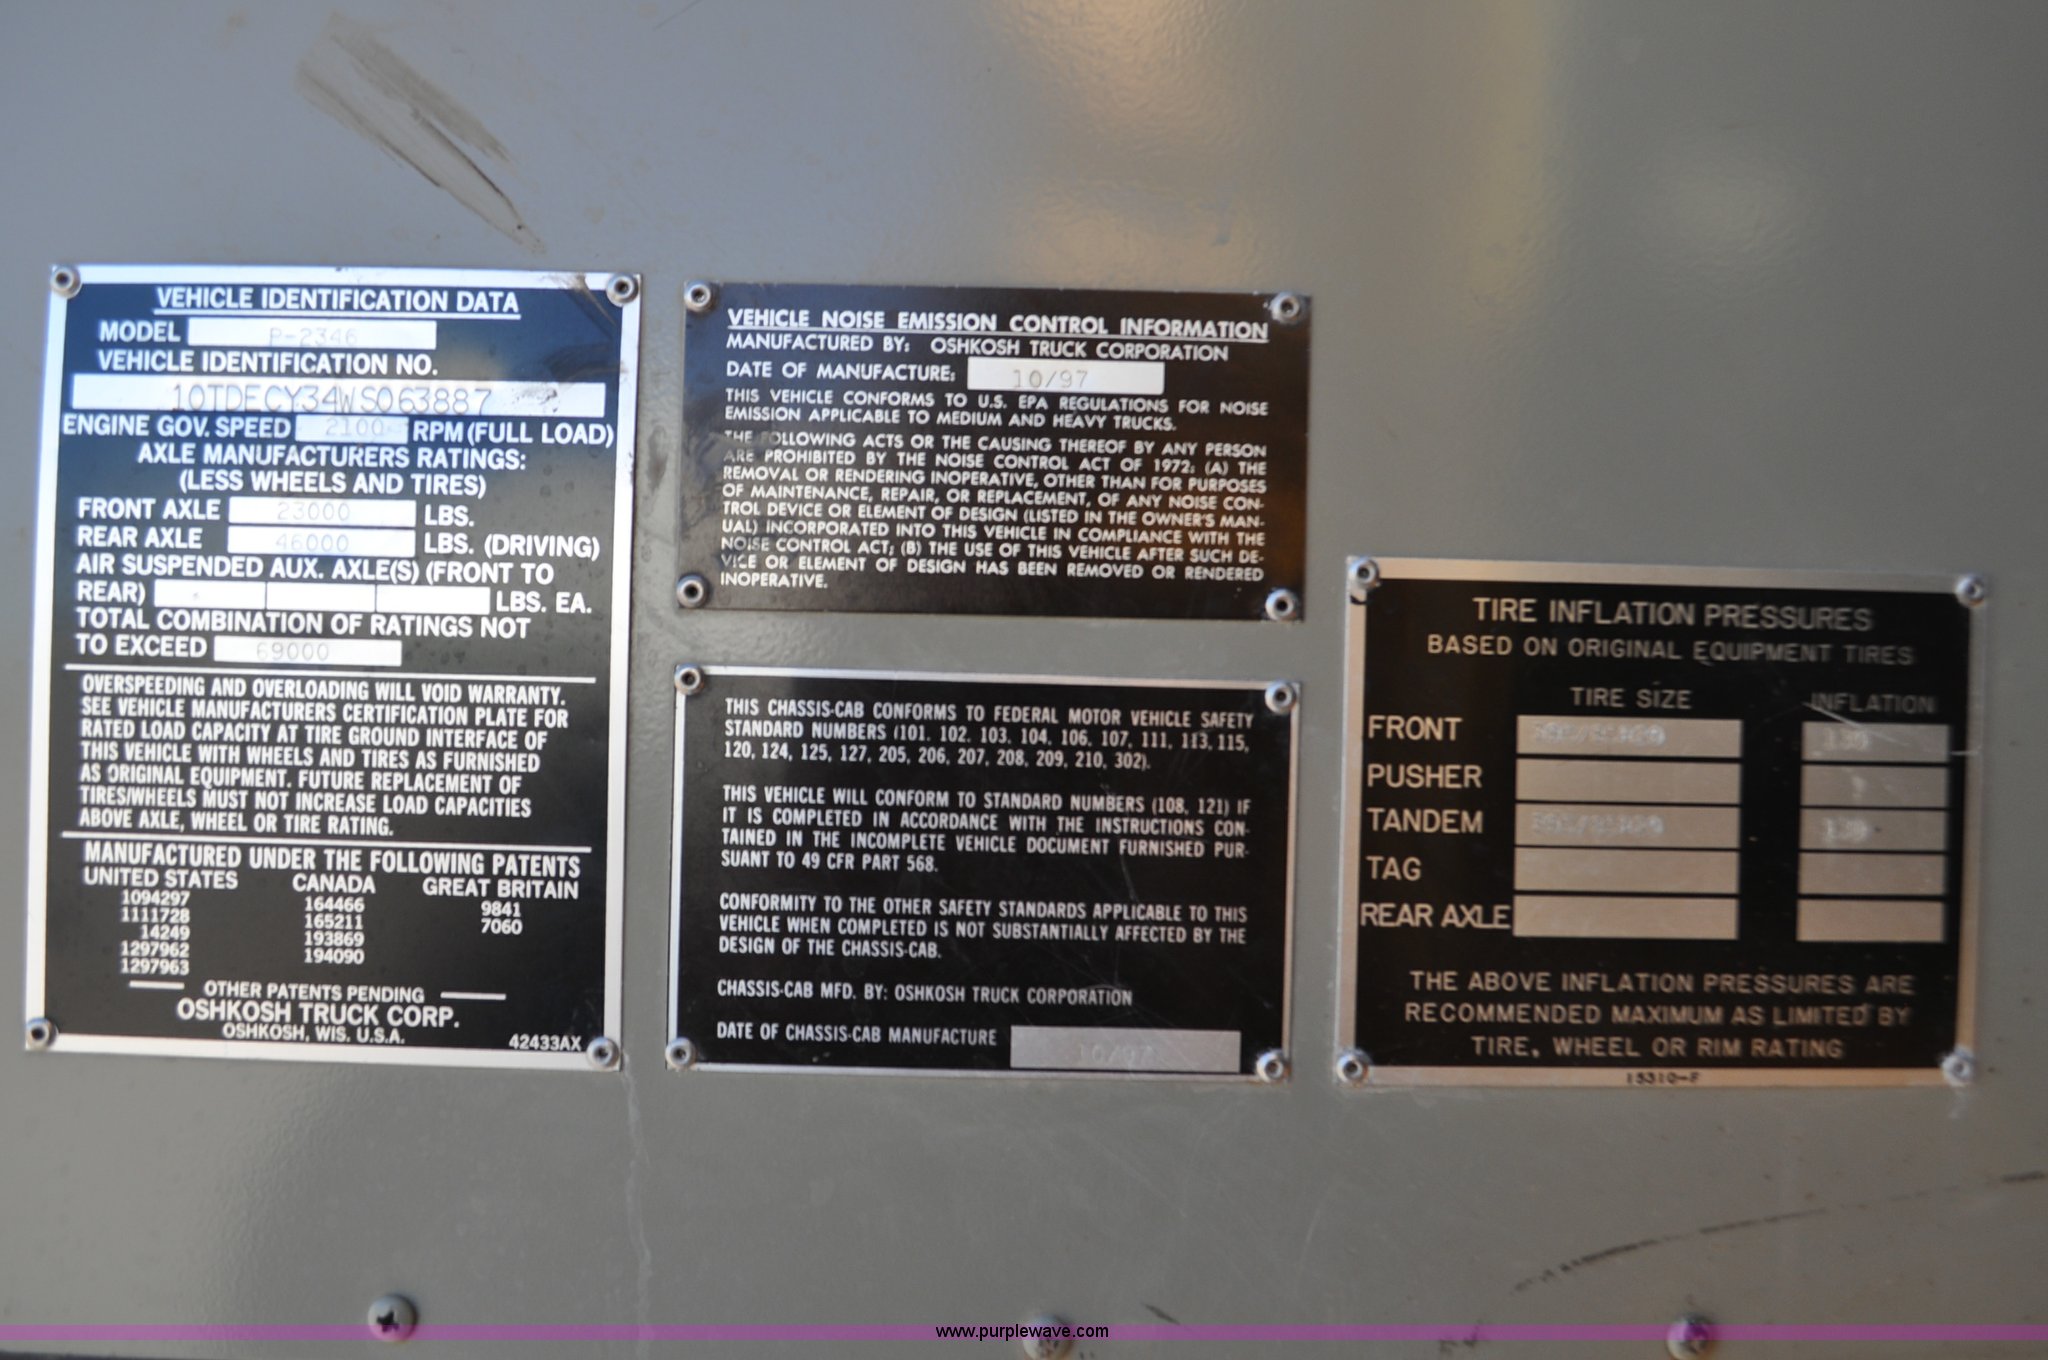 VEHICLE IDENTIFICATION DATA
MODEL P-2346
VEHICLE IDENTIFICATION NO.
10TDECY34WS063887
ENGINE GOV. SPEED 2100 RPM (FULL LOAD)
AXLE MANUFACTURERS RATINGS:
(LESS WHEELS AND TIRES)
FRONT AXLE 23000 LBS.
REAR AXLE 46000 LBS. (DRIVING)
AIR SUSPENDED AUX. AXLE(S) (FRONT TO
REAR) LBS. EA.
TOTAL COMBINATION OF RATINGS NOT
TO EXCEED 69000
OVERSPEEDING AND OVERLOADING WILL VOID WARRANTY.
SEE VEHICLE MANUFACTURERS CERTIFICATION PLATE FOR
RATED LOAD CAPACITY AT TIRE GROUND INTERFACE OF
THIS VEHICLE WITH WHEELS AND TIRES AS FURNISHED
AS ORIGINAL EQUIPMENT. FUTURE REPLACEMENT OF
TIRES/WHEELS MUST NOT INCREASE LOAD CAPACITIES
ABOVE AXLE, WHEEL OR TIRE RATING.
MANUFACTURED UNDER THE FOLLOWING PATENTS
UNITED STATES CANADA GREAT BRITAIN
1094297 164466 9841
1111728 165211 7060
14249 193869
1297962 194090
1297963
OTHER PATENTS PENDING
OSHKOSH TRUCK CORP.
OSHKOSH, WIS. U.S.A. 42433AX
VEHICLE NOISE EMISSION CONTROL INFORMATION
MANUFACTURED BY: OSHKOSH TRUCK CORPORATION
DATE OF MANUFACTURE: 10/97
THIS VEHICLE CONFORMS TO U.S. EPA REGULATIONS FOR NOISE
EMISSION APPLICABLE TO MEDIUM AND HEAVY TRUCKS.
THE FOLLOWING ACTS OR THE CAUSING THEREOF BY ANY PERSON
ARE PROHIBITED BY THE NOISE CONTROL ACT OF 1972: (A) THE
REMOVAL OR RENDERING INOPERATIVE, OTHER THAN FOR PURPOSES
OF MAINTENANCE, REPAIR, OR REPLACEMENT, OF ANY NOISE CON-
TROL DEVICE OR ELEMENT OF DESIGN (LISTED IN THE OWNER'S MAN-
UAL) INCORPORATED INTO THIS VEHICLE IN COMPLIANCE WITH THE
NOISE CONTROL ACT; (B) THE USE OF THIS VEHICLE AFTER SUCH DE-
VICE OR ELEMENT OF DESIGN HAS BEEN REMOVED OR RENDERED
INOPERATIVE.
THIS CHASSIS-CAB CONFORMS TO FEDERAL MOTOR VEHICLE SAFETY
STANDARD NUMBERS (101, 102, 103, 104, 106, 107, 111, 113, 115,
120, 124, 125, 127, 205, 206, 207, 208, 209, 210, 302).
THIS VEHICLE WILL CONFORM TO STANDARD NUMBERS (108, 121) IF
IT IS COMPLETED IN ACCORDANCE WITH THE INSTRUCTIONS CON-
TAINED IN THE INCOMPLETE VEHICLE DOCUMENT FURNISHED PUR-
SUANT TO 49 CFR PART 568.
CONFORMITY TO THE OTHER SAFETY STANDARDS APPLICABLE TO THIS
VEHICLE WHEN COMPLETED IS NOT SUBSTANTIALLY AFFECTED BY THE
DESIGN OF THE CHASSIS-CAB.
CHASSIS-CAB MFD. BY: OSHKOSH TRUCK CORPORATION
DATE OF CHASSIS-CAB MANUFACTURE 10/97
TIRE INFLATION PRESSURES
BASED ON ORIGINAL EQUIPMENT TIRES
TIRE SIZE INFLATION
FRONT
PUSHER
TANDEM
TAG
REAR AXLE
THE ABOVE INFLATION PRESSURES ARE
RECOMMENDED MAXIMUM AS LIMITED BY
TIRE, WHEEL OR RIM RATING
15310-F
www.purplewave.com